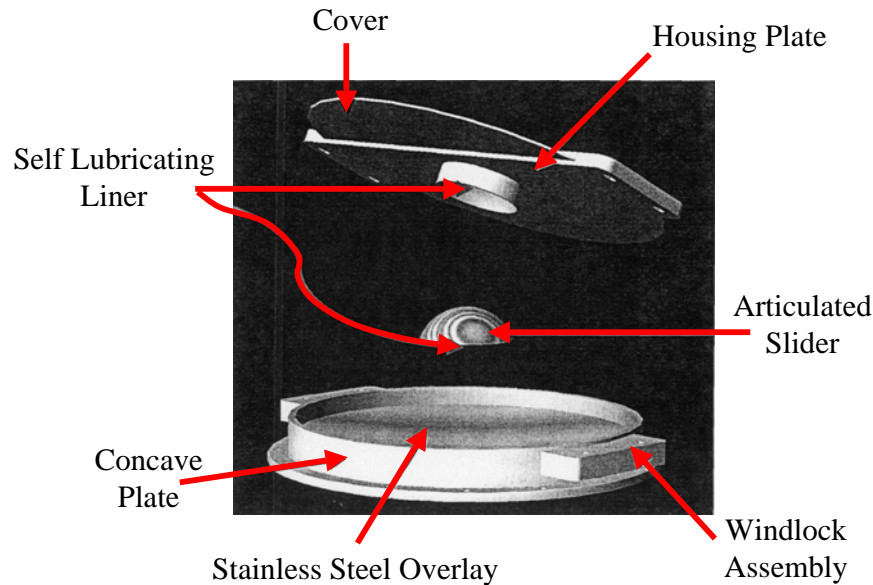 Cover
Housing Plate
Self Lubricating
Liner
Articulated
Slider
Concave
Plate
Windlock
Assembly
Stainless Steel Overlay